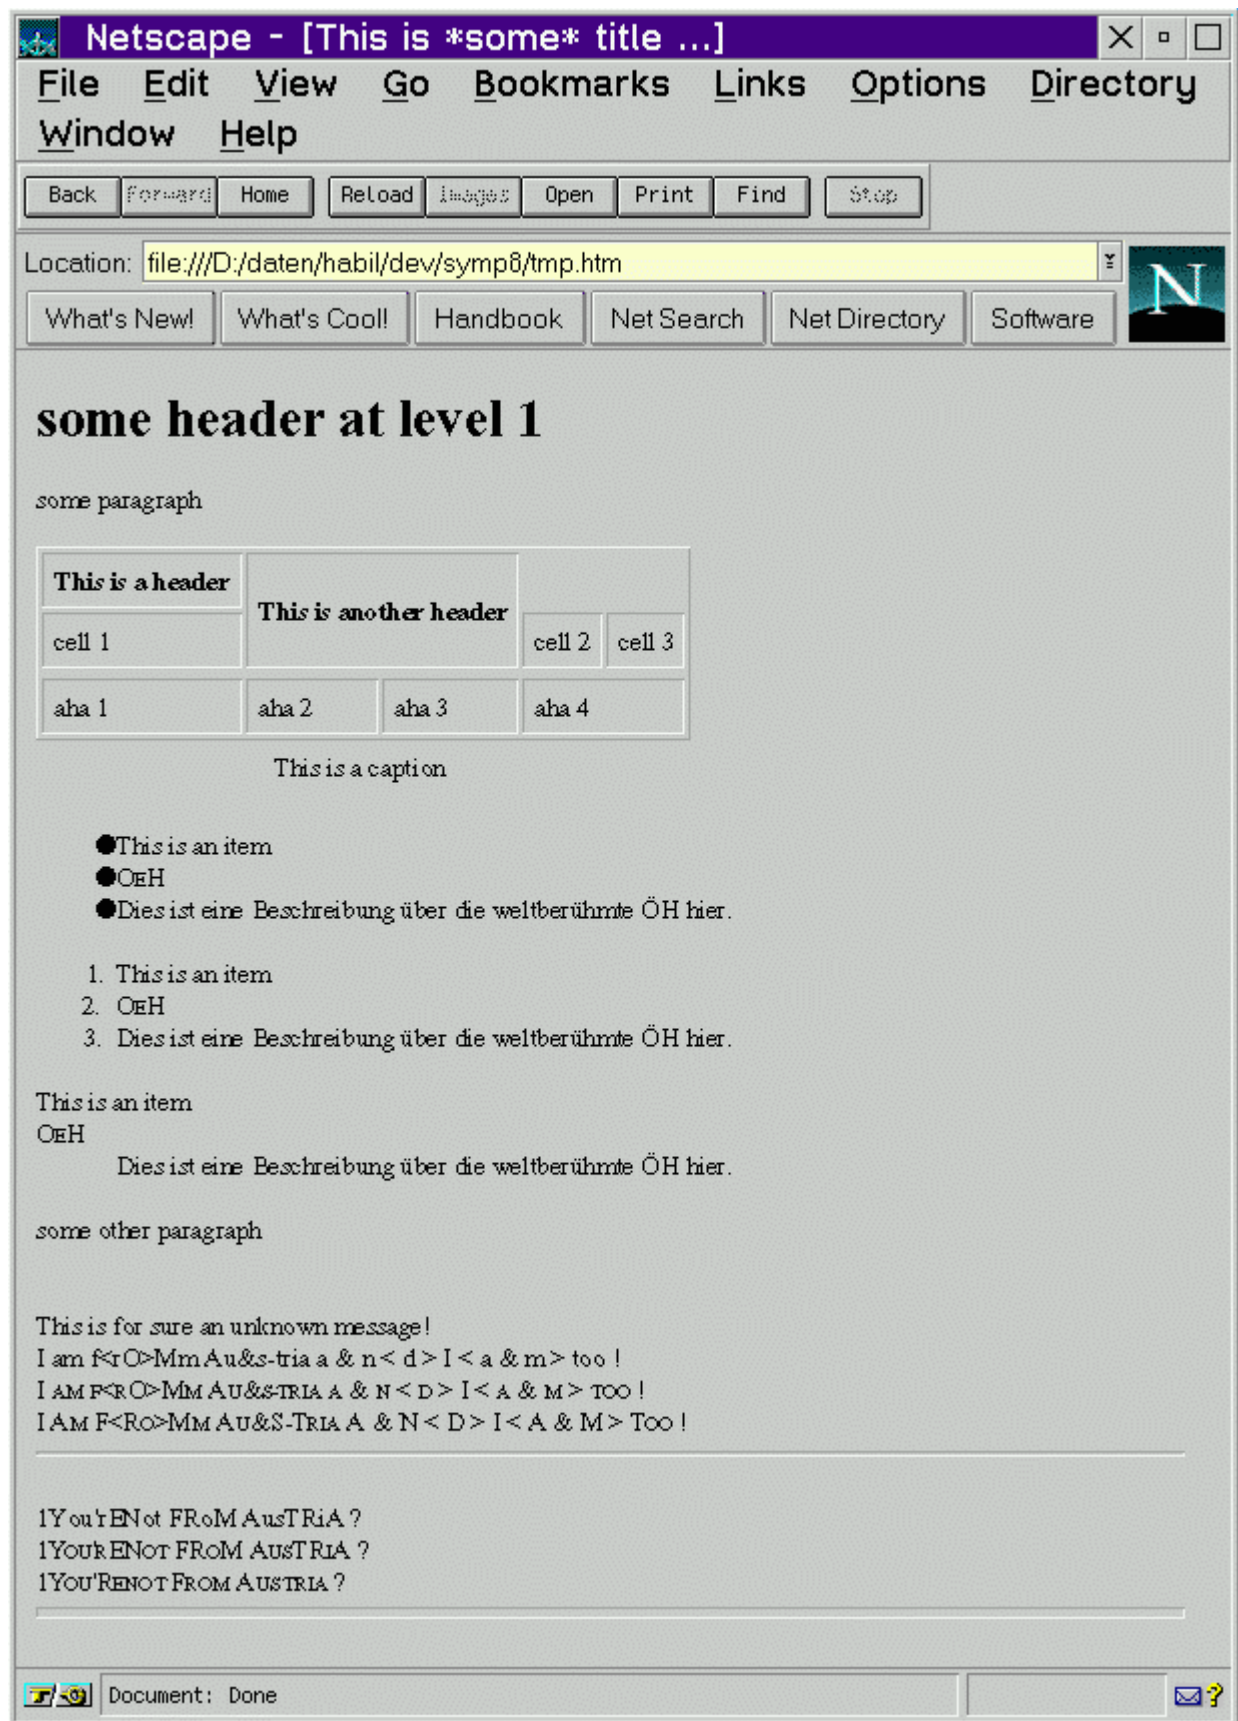 Netscape - [This is *some* title ...]
File Edit View Go Bookmarks Links Options Directory
Window Help
Back Forward Home Reload Images Open Print Find Stop
Location: file:///D:/daten/habil/dev/symp8/tmp.htm
N
What's New! What's Cool! Handbook Net Search Net Directory Software
some header at level 1
some paragraph
This is a header
This is another header
cell 1 cell 2 cell 3
aha 1 aha 2 aha 3 aha 4
This is a caption
●This is an item
●OEH
●Dies ist eine Beschreibung über die weltberühmte ÖH hier.
1. This is an item
2. OEH
3. Dies ist eine Beschreibung über die weltberühmte ÖH hier.
This is an item
OEH
Dies ist eine Beschreibung über die weltberühmte ÖH hier.
some other paragraph
This is for sure an unknown message!
I am f<rO>Mm Au&s-tria a & n < d > I < a & m > too !
I AM F<RO>MM AU&S-TRIA A & N < D > I < A & M > TOO !
I AM F<RO>MM AU&S-TRIA A & N < D > I < A & M > TOO !
1You'rENot FRoM AusTRiA ?
1YOU'RENOT FROM AUSTRIA ?
1YOU'RENOT FROM AUSTRIA ?
Document: Done
?